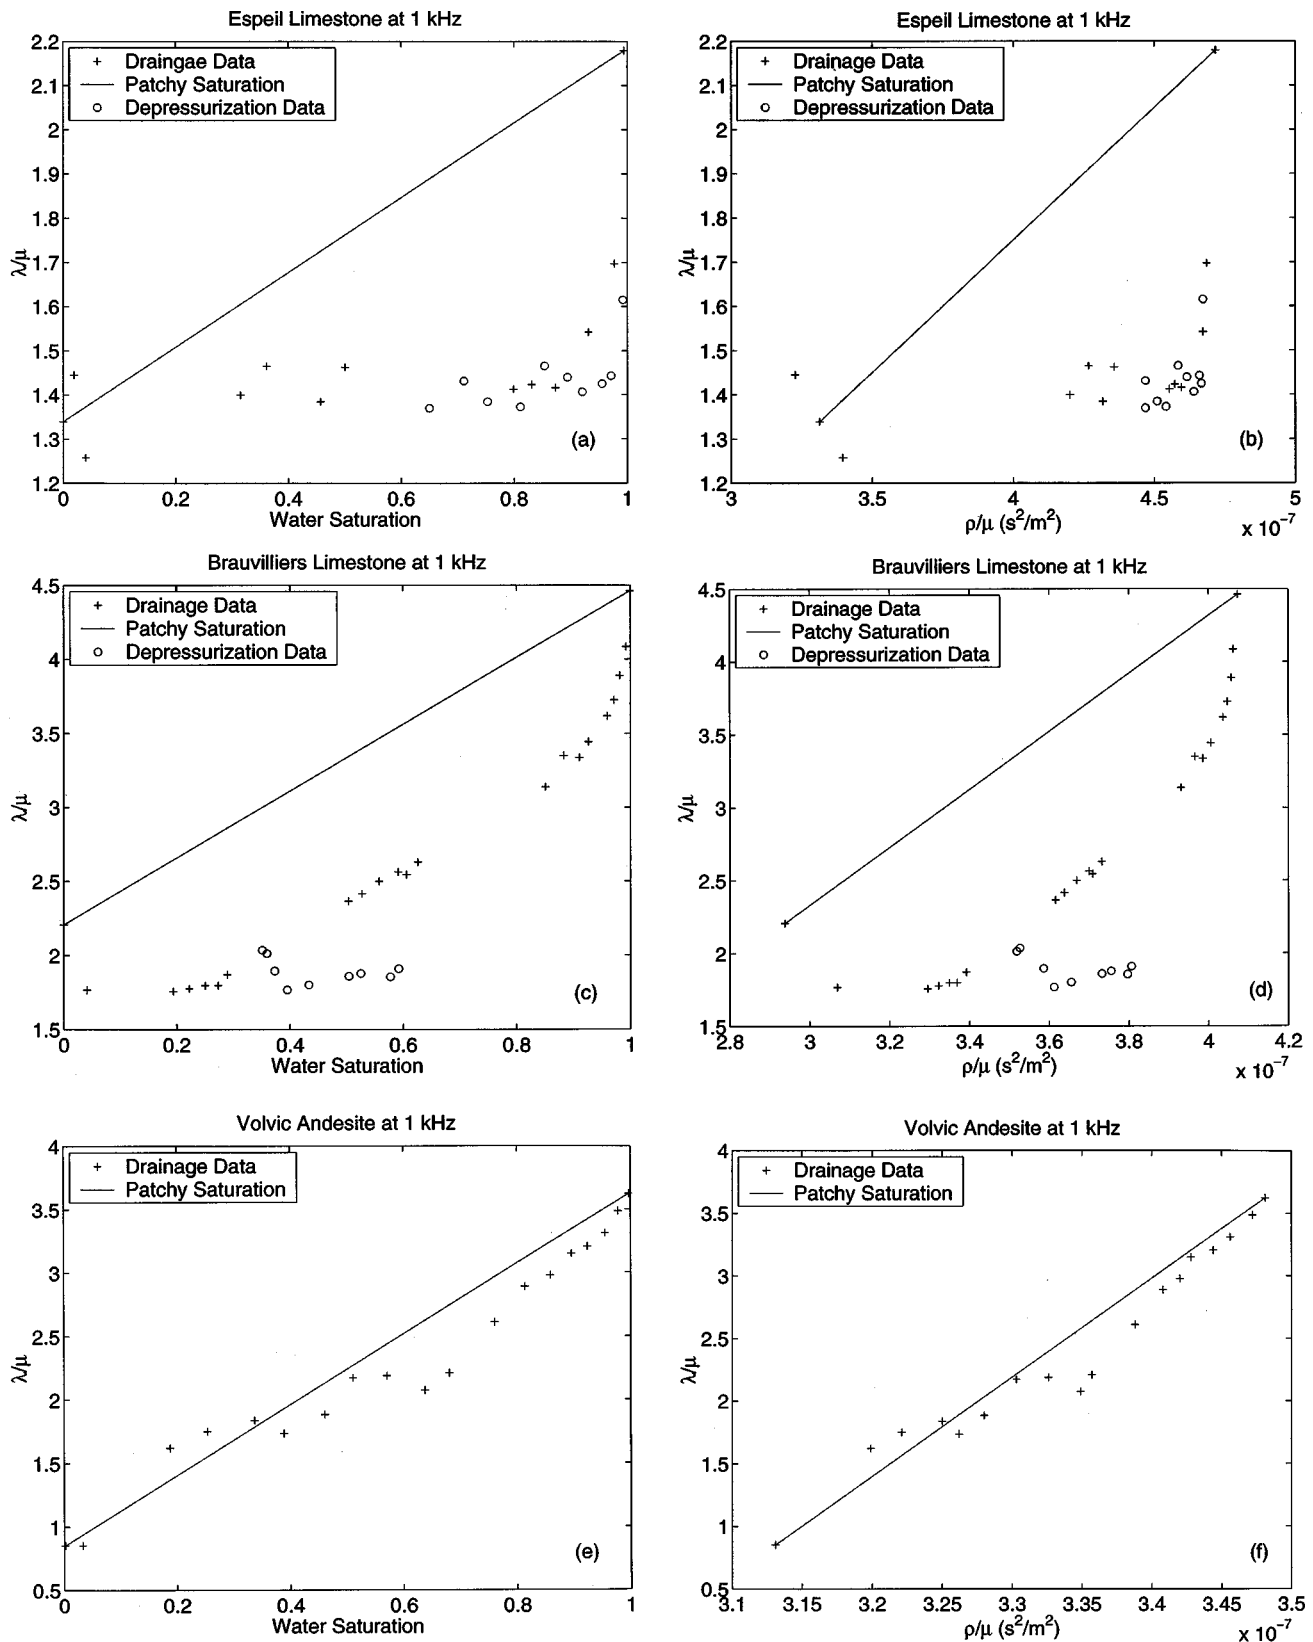 Espeil Limestone at 1 kHz
2.2
2.1
2
1.9
1.8
1.7
1.6
1.5
1.4
1.3
1.2
λ/μ
+ Draingae Data
— Patchy Saturation
o Depressurization Data
(a)
0 0.2 0.4 0.6 0.8 1
Water Saturation
Espeil Limestone at 1 kHz
2.2
2.1
2
1.9
1.8
1.7
1.6
1.5
1.4
1.3
1.2
λ/μ
+ Drainage Data
— Patchy Saturation
o Depressurization Data
(b)
3 3.5 4 4.5 5
ρ/μ (s²/m²)
x 10⁻⁷
Brauvilliers Limestone at 1 kHz
4.5
4
3.5
3
2.5
2
1.5
λ/μ
+ Drainage Data
— Patchy Saturation
o Depressurization Data
(c)
0 0.2 0.4 0.6 0.8 1
Water Saturation
Brauvilliers Limestone at 1 kHz
4.5
4
3.5
3
2.5
2
1.5
λ/μ
+ Drainage Data
— Patchy Saturation
o Depressurization Data
(d)
2.8 3 3.2 3.4 3.6 3.8 4 4.2
ρ/μ (s²/m²)
x 10⁻⁷
Volvic Andesite at 1 kHz
4
3.5
3
2.5
2
1.5
1
0.5
λ/μ
+ Drainage Data
— Patchy Saturation
(e)
0 0.2 0.4 0.6 0.8 1
Water Saturation
Volvic Andesite at 1 kHz
4
3.5
3
2.5
2
1.5
1
0.5
λ/μ
+ Drainage Data
— Patchy Saturation
(f)
3.1 3.15 3.2 3.25 3.3 3.35 3.4 3.45 3.5
ρ/μ (s²/m²)
x 10⁻⁷